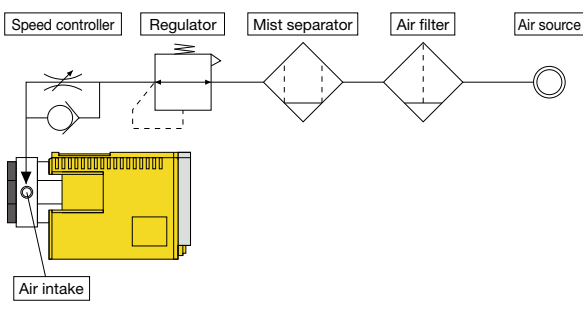 Speed controller
Regulator
Mist separator
Air filter
Air source
Air intake